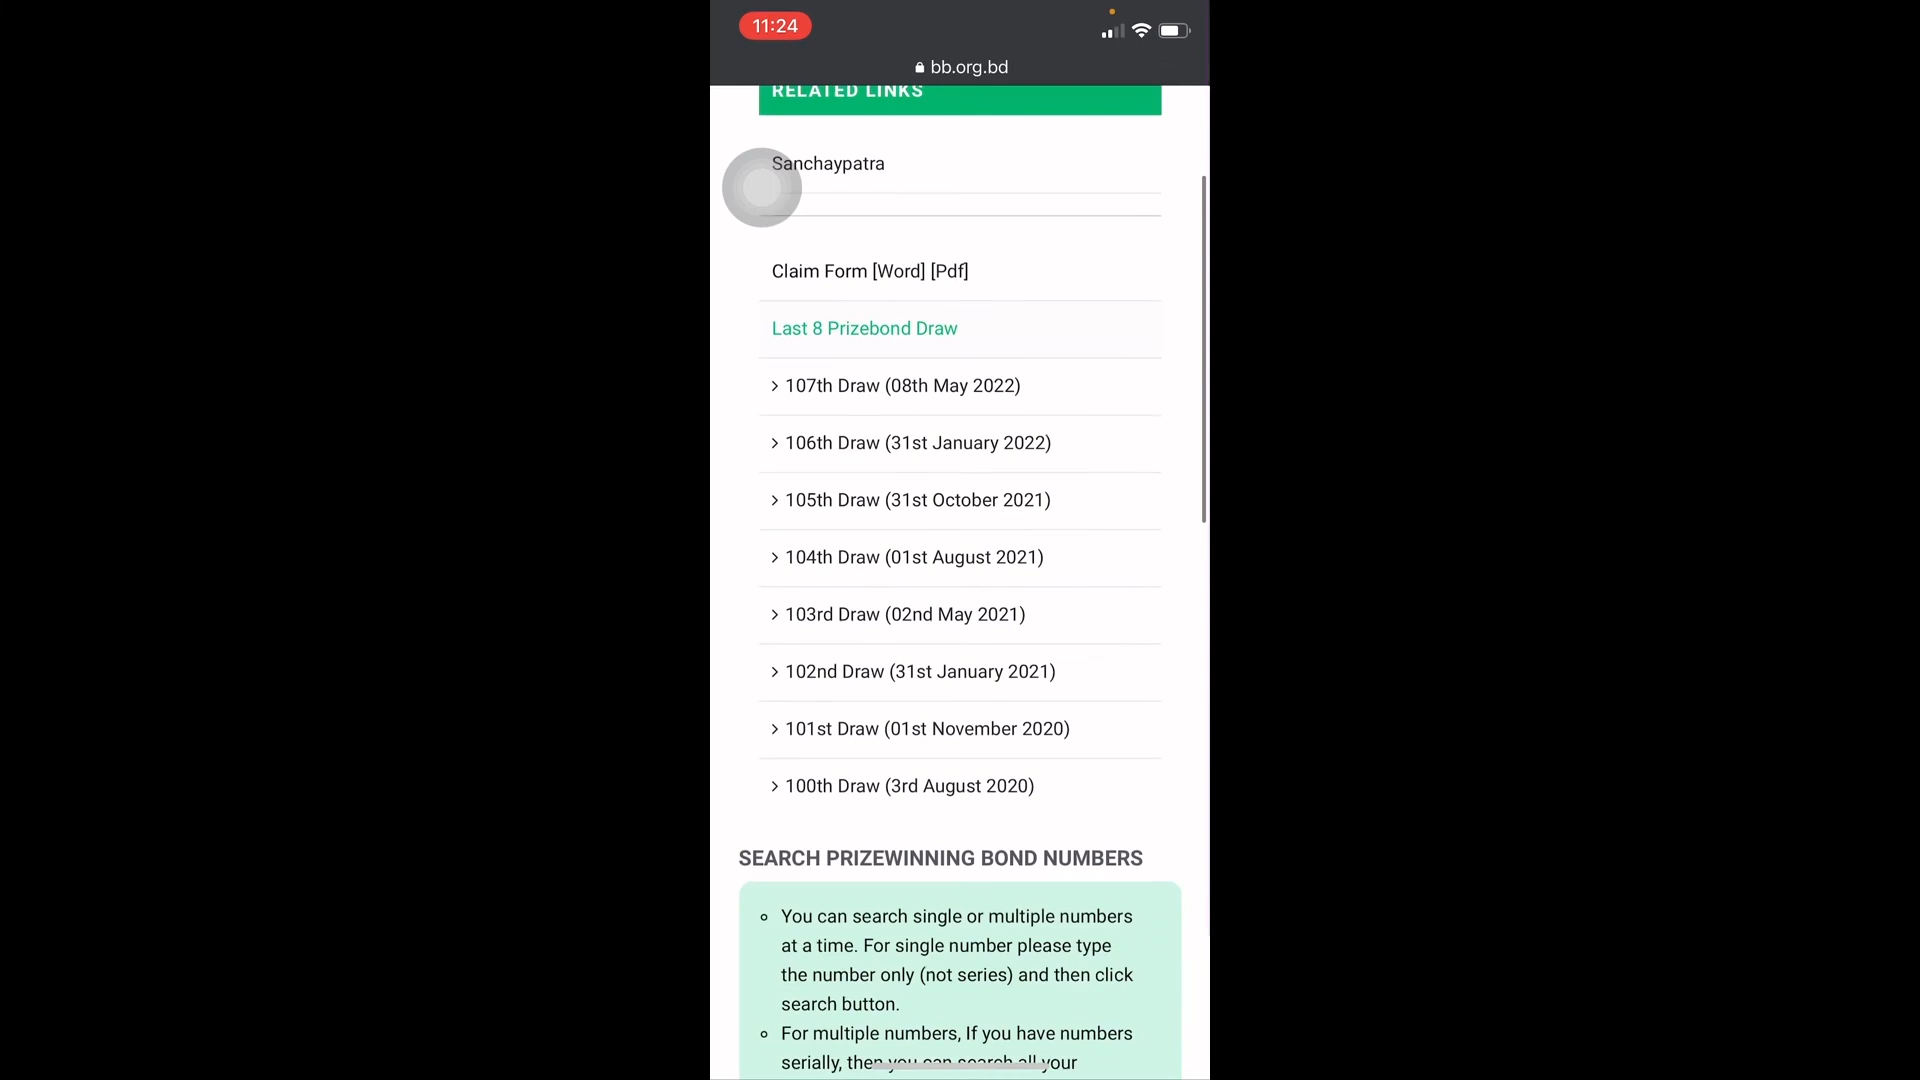 11:24
bb.org.bd
RELATED LINKS
Sanchaypatra
Claim Form [Word] [Pdf]
Last 8 Prizebond Draw
> 107th Draw (08th May 2022)
> 106th Draw (31st January 2022)
> 105th Draw (31st October 2021)
> 104th Draw (01st August 2021)
> 103rd Draw (02nd May 2021)
> 102nd Draw (31st January 2021)
> 101st Draw (01st November 2020)
> 100th Draw (3rd August 2020)
SEARCH PRIZEWINNING BOND NUMBERS
You can search single or multiple numbers
at a time. For single number please type
the number only (not series) and then click
search button.
For multiple numbers, If you have numbers
serially, then you can search all your